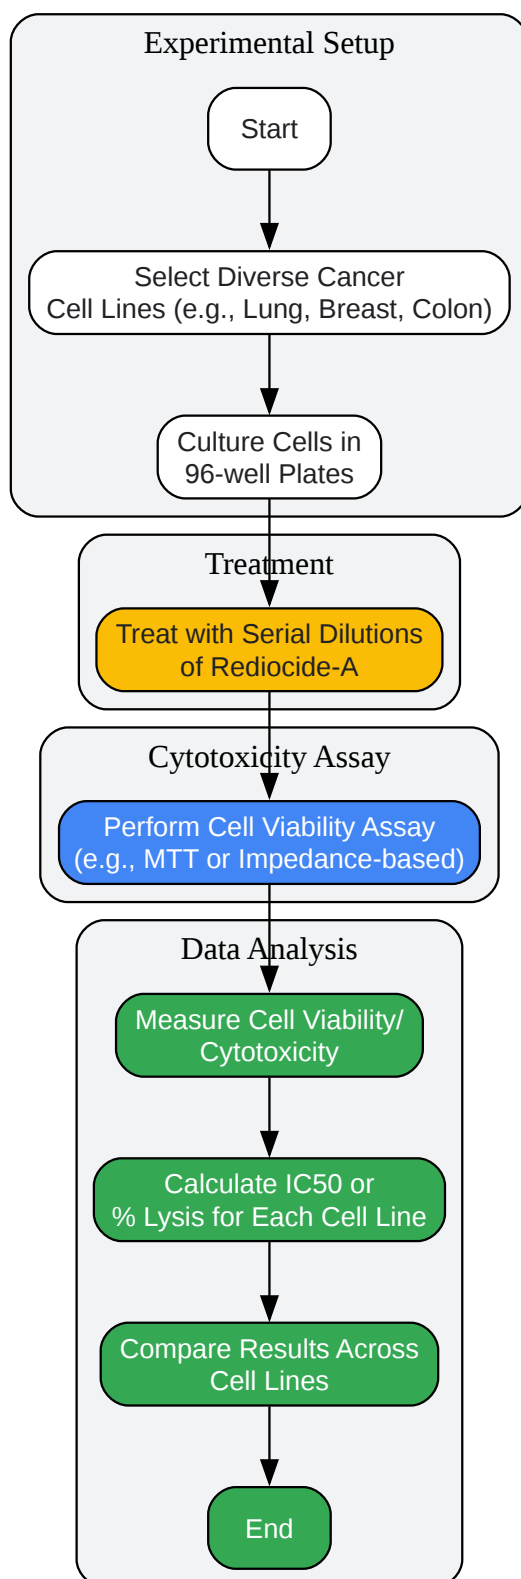 Experimental Setup
Start
Select Diverse Cancer
Cell Lines (e.g., Lung, Breast, Colon)
Culture Cells in
96-well Plates
Treatment
Treat with Serial Dilutions
of Rediocide-A
Cytotoxicity Assay
Perform Cell Viability Assay
(e.g., MTT or Impedance-based)
Data Analysis
Measure Cell Viability/
Cytotoxicity
Calculate IC50 or
% Lysis for Each Cell Line
Compare Results Across
Cell Lines
End